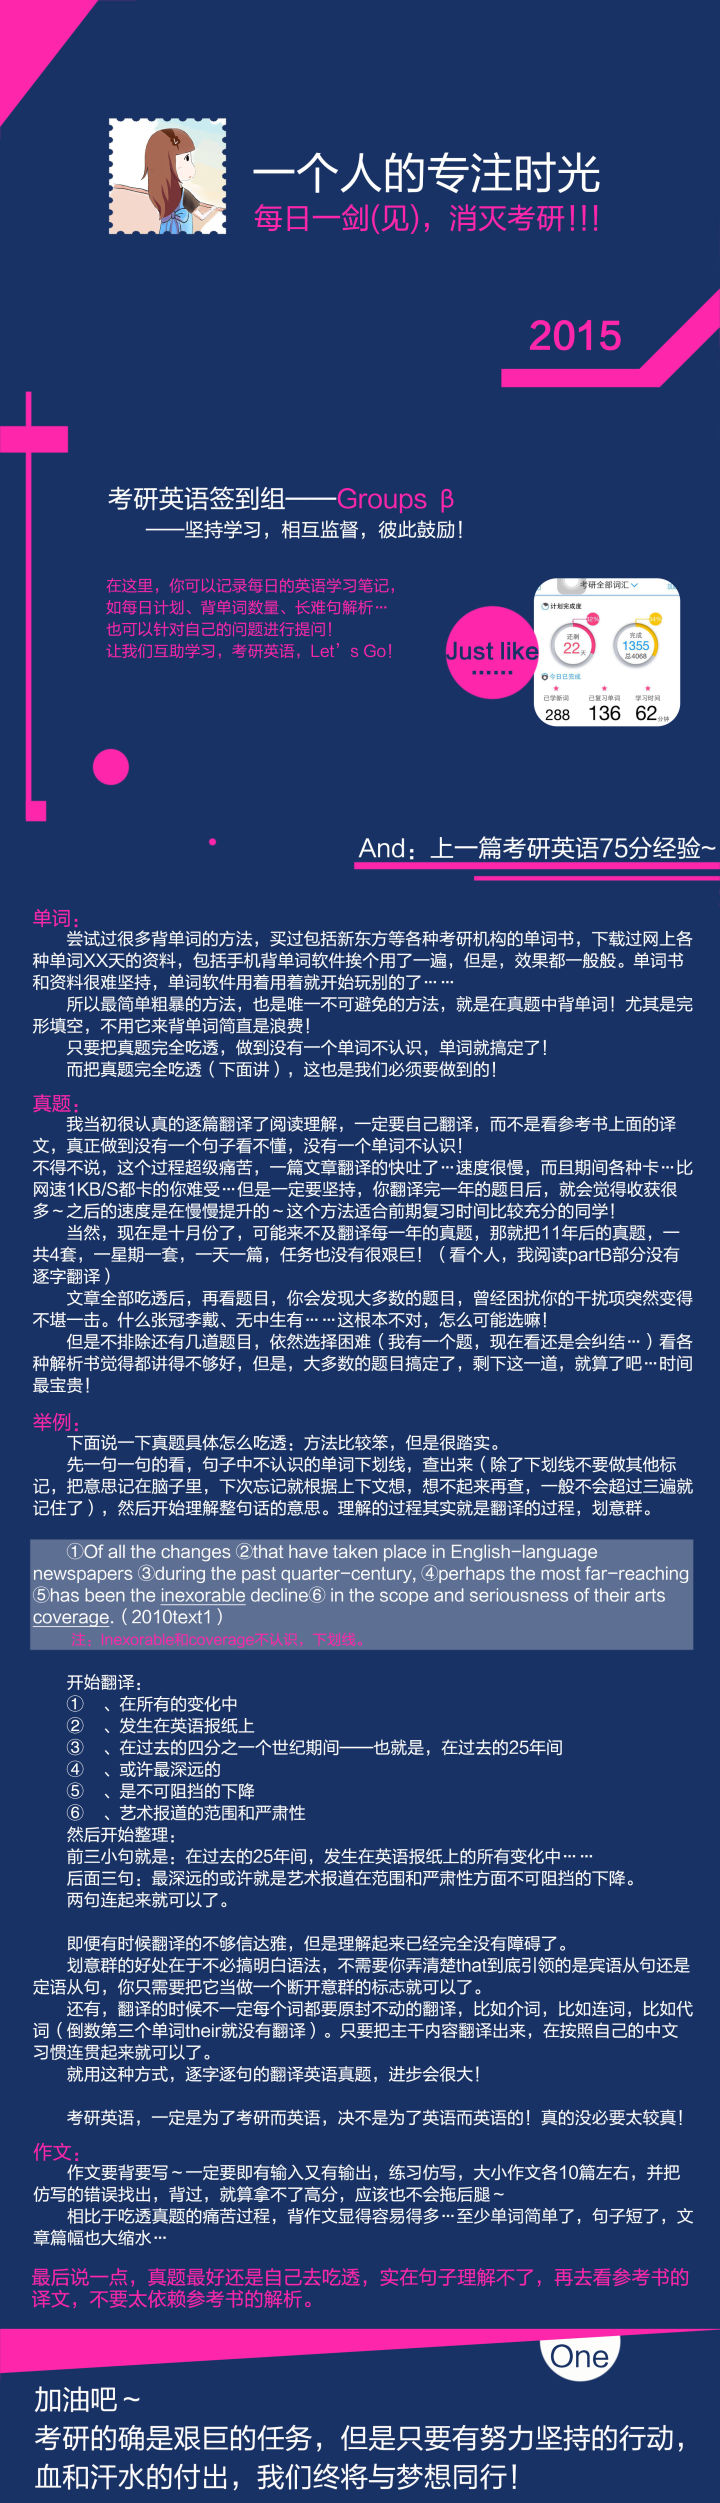 一个人的专注时光
每日一剑(见)，消灭考研!!!
2015
考研英语签到组——Groups β
——坚持学习，相互监督，彼此鼓励！
在这里，你可以记录每日的英语学习笔记，
如每日计划、背单词数量、长难句解析…
也可以针对自己的问题进行提问！
让我们互助学习，考研英语，Let's Go！
Just like
......
考研全部词汇
计划完成度
还剩
22天
完成
1355
总4068
今日已完成
已学新词
已复习单词
学习时间
288
136
62分钟
And：上一篇考研英语75分经验~
单词：
尝试过很多背单词的方法，买过包括新东方等各种考研机构的单词书，下载过网上各
种单词XX天的资料，包括手机背单词软件挨个用了一遍，但是，效果都一般般。单词书
和资料很难坚持，单词软件用着用着就开始玩别的了……
所以最简单粗暴的方法，也是唯一不可避免的方法，就是在真题中背单词！尤其是完
形填空，不用它来背单词简直是浪费！
只要把真题完全吃透，做到没有一个单词不认识，单词就搞定了！
而把真题完全吃透（下面讲），这也是我们必须要做到的！
真题：
我当初很认真的逐篇翻译了阅读理解，一定要自己翻译，而不是看参考书上面的译
文，真正做到没有一个句子看不懂，没有一个单词不认识！
不得不说，这个过程超级痛苦，一篇文章翻译的快吐了…速度很慢，而且期间各种卡…比
网速1KB/S都卡的你难受…但是一定要坚持，你翻译完一年的题目后，就会觉得收获很
多~之后的速度是在慢慢提升的~这个方法适合前期复习时间比较充分的同学！
当然，现在是十月份了，可能来不及翻译每一年的真题，那就把11年后的真题，一
共4套，一星期一套，一天一篇，任务也没有很艰巨！（看个人，我阅读partB部分没有
逐字翻译）
文章全部吃透后，再看题目，你会发现大多数的题目，曾经困扰你的干扰项突然变得
不堪一击。什么张冠李戴、无中生有……这根本不对，怎么可能选嘛！
但是不排除还有几道题目，依然选择困难（我有一个题，现在看还是会纠结…）看各
种解析书觉得都讲得不够好，但是，大多数的题目搞定了，剩下这一道，就算了吧…时间
最宝贵！
举例：
下面说一下真题具体怎么吃透：方法比较笨，但是很踏实。
先一句一句的看，句子中不认识的单词下划线，查出来（除了下划线不要做其他标
记，把意思记在脑子里，下次忘记就根据上下文想，想不起来再查，一般不会超过三遍就
记住了），然后开始理解整句话的意思。理解的过程其实就是翻译的过程，划意群。
①Of all the changes ②that have taken place in English-language
newspapers ③during the past quarter-century, ④perhaps the most far-reaching
⑤has been the inexorable decline⑥ in the scope and seriousness of their arts
coverage.（2010text1）
注：inexorable和coverage不认识，下划线。
开始翻译：
① 、在所有的变化中
② 、发生在英语报纸上
③ 、在过去的四分之一个世纪期间——也就是，在过去的25年间
④ 、或许最深远的
⑤ 、是不可阻挡的下降
⑥ 、艺术报道的范围和严肃性
然后开始整理：
前三小句就是：在过去的25年间，发生在英语报纸上的所有变化中……
后面三句：最深远的或许就是艺术报道在范围和严肃性方面不可阻挡的下降。
两句连起来就可以了。
即便有时候翻译的不够信达雅，但是理解起来已经完全没有障碍了。
划意群的好处在于不必搞明白语法，不需要你弄清楚that到底引领的是宾语从句还是
定语从句，你只需要把它当做一个断开意群的标志就可以了。
还有，翻译的时候不一定每个词都要原封不动的翻译，比如介词，比如连词，比如代
词（倒数第三个单词their就没有翻译）。只要把主干内容翻译出来，在按照自己的中文
习惯连贯起来就可以了。
就用这种方式，逐字逐句的翻译英语真题，进步会很大！
考研英语，一定是为了考研而英语，决不是为了英语而英语的！真的没必要太较真！
作文：
作文要背要写~一定要即有输入又有输出，练习仿写，大小作文各10篇左右，并把
仿写的错误找出，背过，就算拿不了高分，应该也不会拖后腿~
相比于吃透真题的痛苦过程，背作文显得容易得多…至少单词简单了，句子短了，文
章篇幅也大缩水…
最后说一点，真题最好还是自己去吃透，实在句子理解不了，再去看参考书的
译文，不要太依赖参考书的解析。
One
加油吧~
考研的确是艰巨的任务，但是只要有努力坚持的行动，
血和汗水的付出，我们终将与梦想同行！